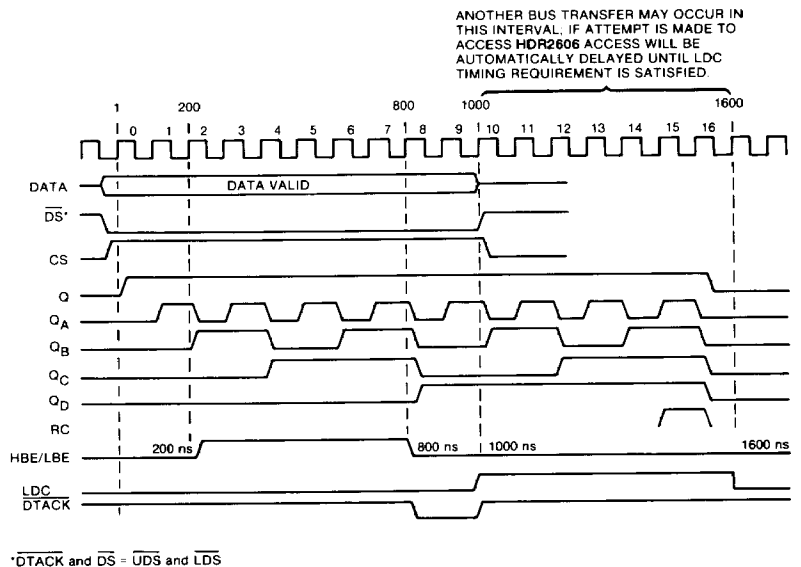 ANOTHER BUS TRANSFER MAY OCCUR IN
THIS INTERVAL; IF ATTEMPT IS MADE TO
ACCESS HDR2606 ACCESS WILL BE
AUTOMATICALLY DELAYED UNTIL LDC
TIMING REQUIREMENT IS SATISFIED.
1 200 800 1000 1600
0 1 2 3 4 5 6 7 8 9 10 11 12 13 14 15 16
DATA DATA VALID
DS*
CS
Q
QA
QB
QC
QD
RC
HBE/LBE 200 ns 800 ns 1000 ns 1600 ns
LDC
DTACK
*DTACK and DS = UDS and LDS